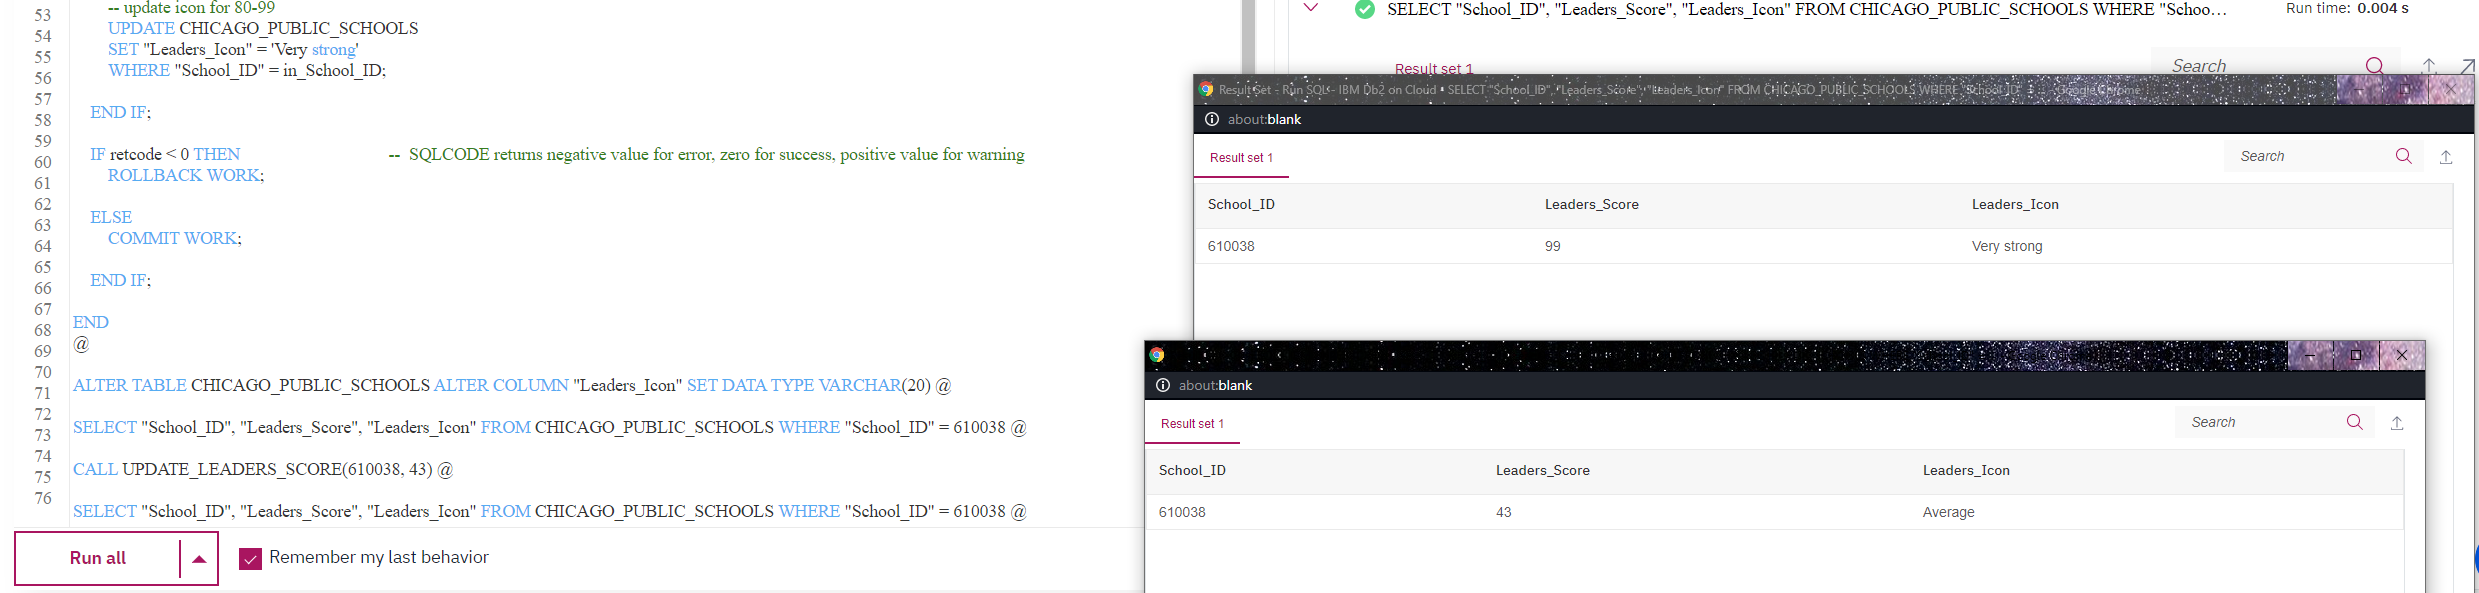 53 -- update icon for 80-99
54 UPDATE CHICAGO_PUBLIC_SCHOOLS
55 SET "Leaders_Icon" = 'Very strong'
56 WHERE "School_ID" = in_School_ID;
57
58 END IF;
59
60 IF retcode < 0 THEN -- SQLCODE returns negative value for error, zero for success, positive value for warning
61 ROLLBACK WORK;
62
63 ELSE
64 COMMIT WORK;
65
66 END IF;
67
68 END
69 @
70
71 ALTER TABLE CHICAGO_PUBLIC_SCHOOLS ALTER COLUMN "Leaders_Icon" SET DATA TYPE VARCHAR(20) @
72
73 SELECT "School_ID", "Leaders_Score", "Leaders_Icon" FROM CHICAGO_PUBLIC_SCHOOLS WHERE "School_ID" = 610038 @
74
75 CALL UPDATE_LEADERS_SCORE(610038, 43) @
76
SELECT "School_ID", "Leaders_Score", "Leaders_Icon" FROM CHICAGO_PUBLIC_SCHOOLS WHERE "School_ID" = 610038 @
Run all
Remember my last behavior
SELECT "School_ID", "Leaders_Score", "Leaders_Icon" FROM CHICAGO_PUBLIC_SCHOOLS WHERE "Schoo...
Run time: 0.004 s
Result set 1
Search
Result Set - Run SQL - IBM Db2 on Cloud - SELECT "School_ID", "Leaders_Score", "Leaders_Icon" FROM CHICAGO_PUBLIC_SCHOOLS WHERE "School_ID" = ... - Google Chrome
about:blank
Result set 1
Search
School_ID Leaders_Score Leaders_Icon
610038 99 Very strong
about:blank
Result set 1
Search
School_ID Leaders_Score Leaders_Icon
610038 43 Average